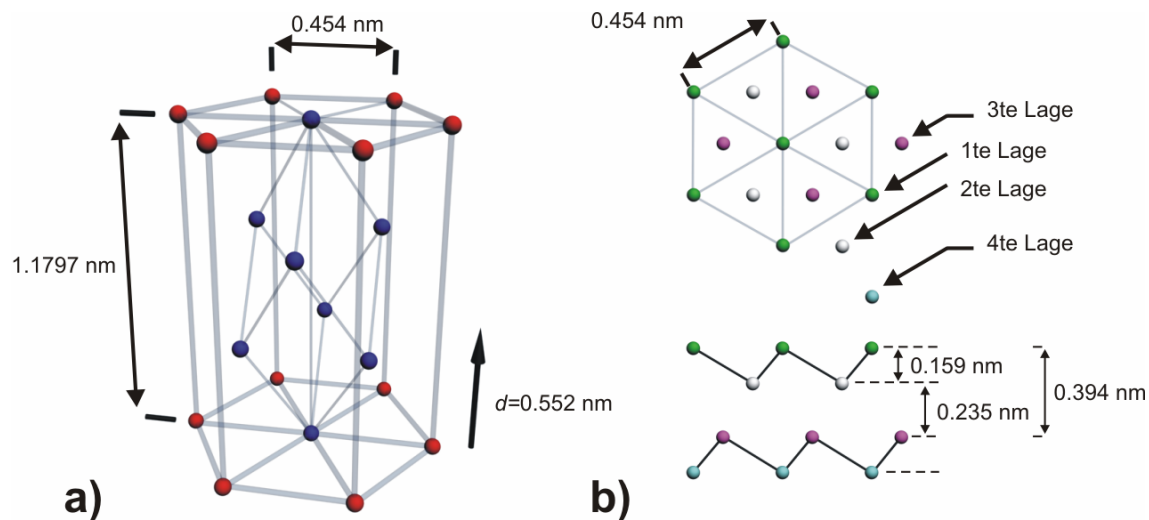 0.454 nm
1.1797 nm
d=0.552 nm
a)
0.454 nm
3te Lage
1te Lage
2te Lage
4te Lage
0.159 nm
0.235 nm
0.394 nm
b)